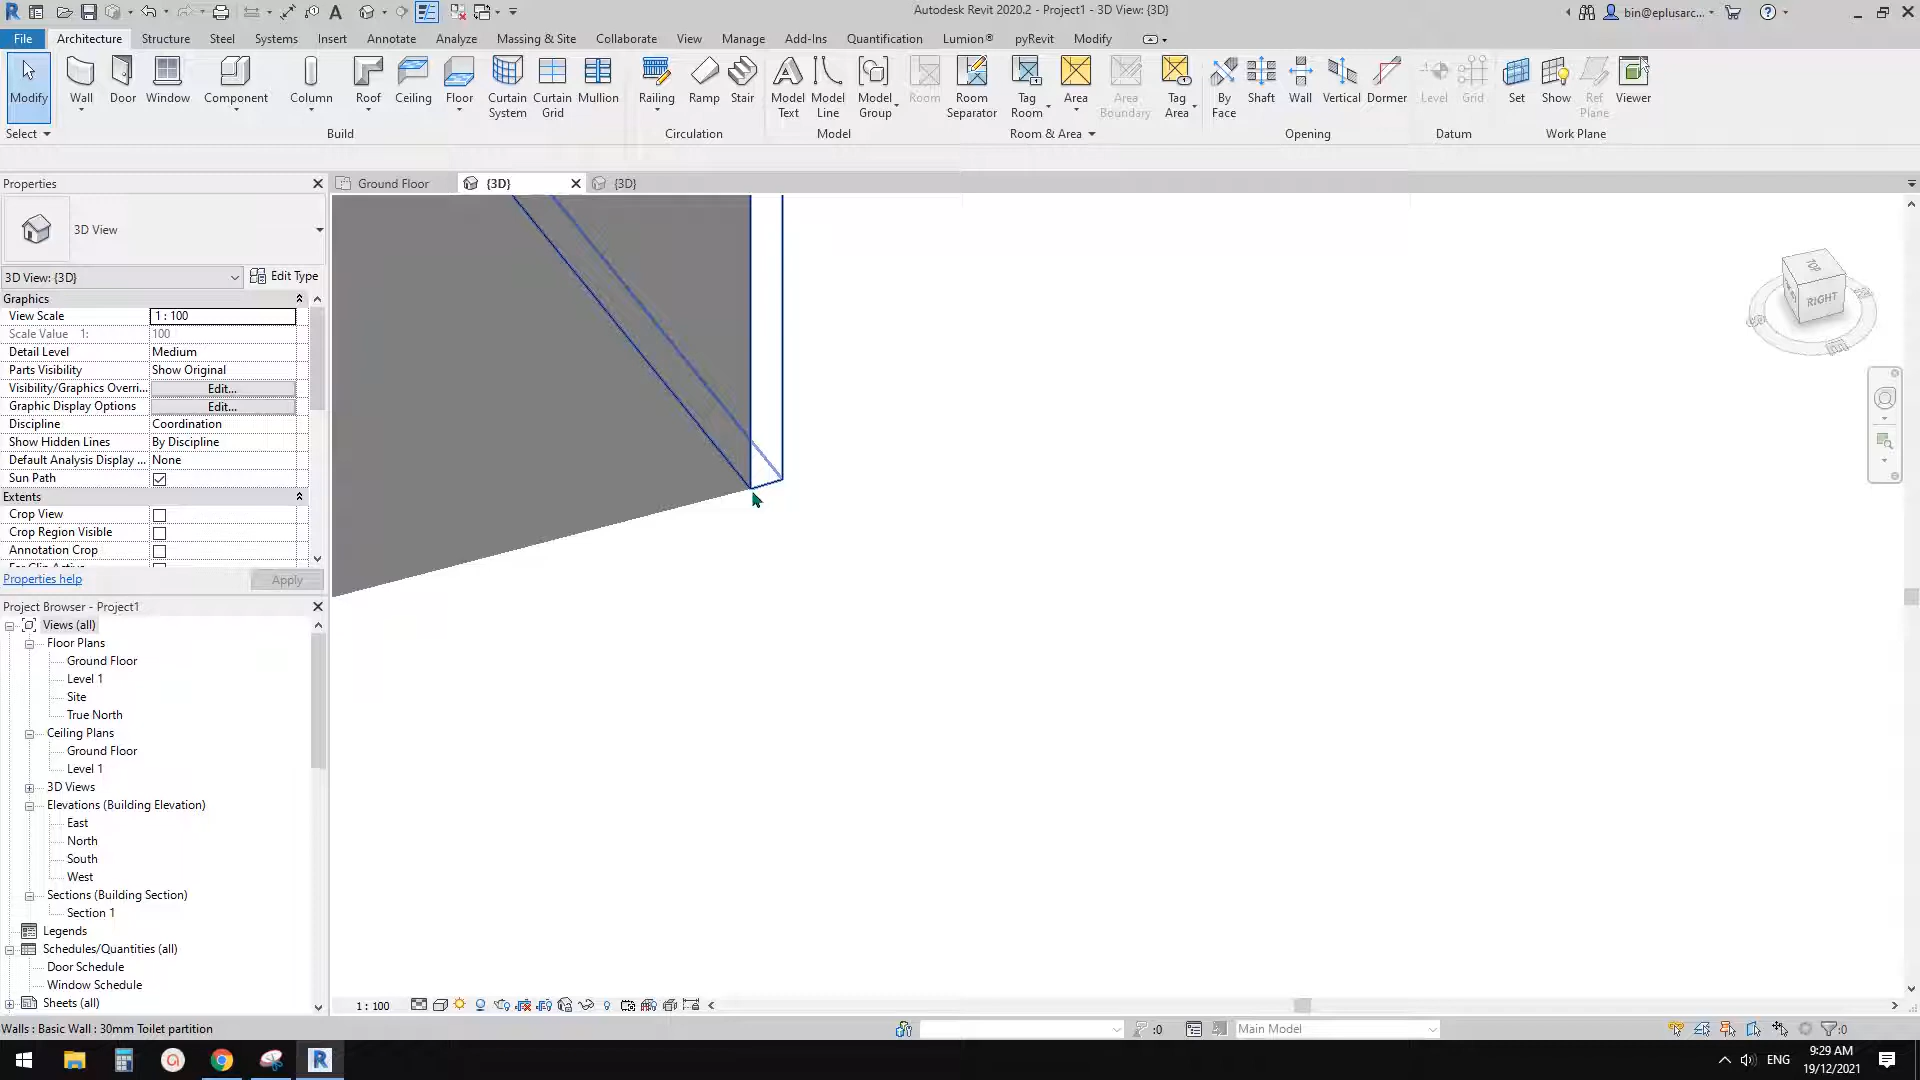 Autodesk Revit 2020.2 - Project1 - 3D View: {3D}
bin@eplusarc...
File Architecture Structure Steel Systems Insert Annotate Analyze Massing & Site Collaborate View Manage Add-Ins Quantification Lumion® pyRevit Modify
Modify Wall Door Window Component Column Roof Ceiling Floor Curtain System Curtain Grid Mullion Railing Ramp Stair Model Text Model Line Model Group Room Room Separator Tag Room Area Area Boundary Tag Area By Face Shaft Wall Vertical Dormer Level Grid Set Show Ref Plane Viewer
Select Build Circulation Model Room & Area Opening Datum Work Plane
Properties
Ground Floor {3D} {3D}
3D View
3D View: {3D} Edit Type
Graphics
View Scale 1 : 100
Scale Value 1: 100
Detail Level Medium
Parts Visibility Show Original
Visibility/Graphics Overri... Edit...
Graphic Display Options Edit...
Discipline Coordination
Show Hidden Lines By Discipline
Default Analysis Display ... None
Sun Path
Extents
Crop View
Crop Region Visible
Annotation Crop
Properties help Apply
TOP
RIGHT
Project Browser - Project1
Views (all)
Floor Plans
Ground Floor
Level 1
Site
True North
Ceiling Plans
Ground Floor
Level 1
3D Views
Elevations (Building Elevation)
East
North
South
West
Sections (Building Section)
Section 1
Legends
Schedules/Quantities (all)
Door Schedule
Window Schedule
Sheets (all)
1 : 100
Walls : Basic Wall : 30mm Toilet partition
:0
Main Model
:0
ENG
9:29 AM
19/12/2021